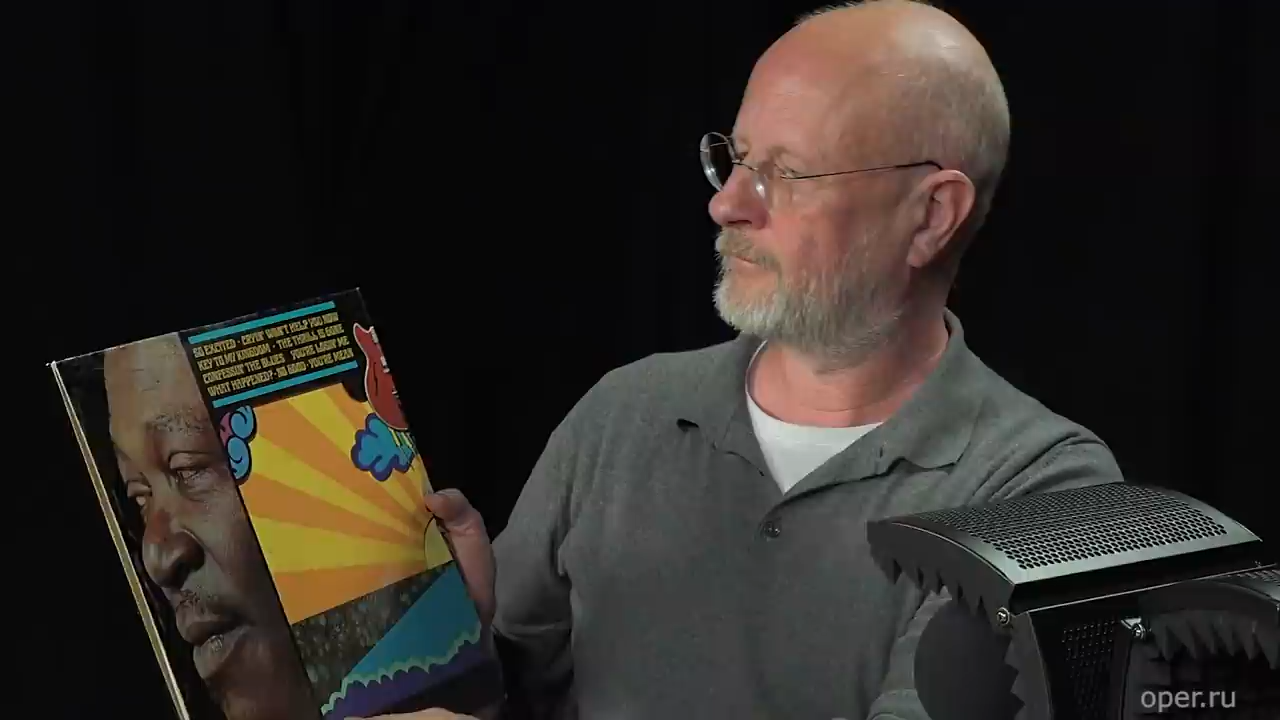 SO EXCITED · CRYIN' WON'T HELP YOU NOW
KEY TO MY KINGDOM · THE THRILL IS GONE
CONFESSIN' THE BLUES YOU'RE LOSIN' ME
WHAT HAPPENED? · NO GOOD · YOU'RE MEAN
oper.ru